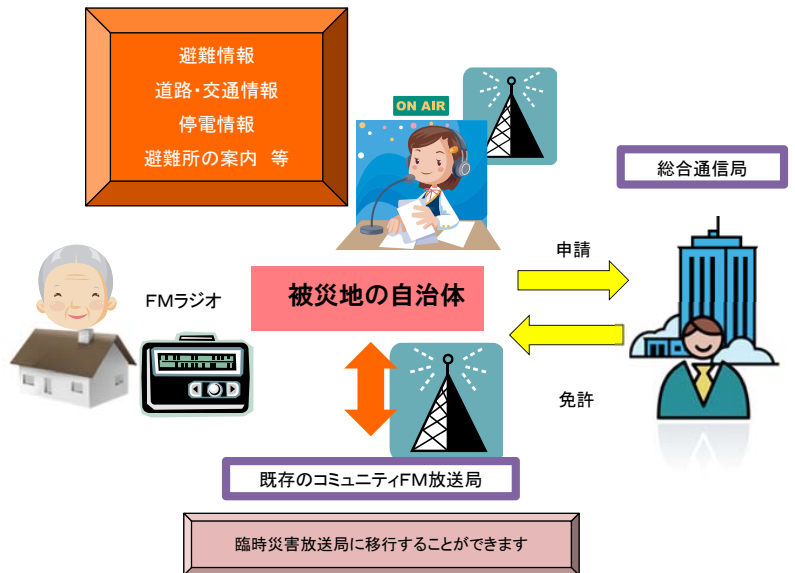 避難情報
道路・交通情報
停電情報
避難所の案内 等
ON AIR
総合通信局
申請
FMラジオ
被災地の自治体
免許
既存のコミュニティFM放送局
臨時災害放送局に移行することができます